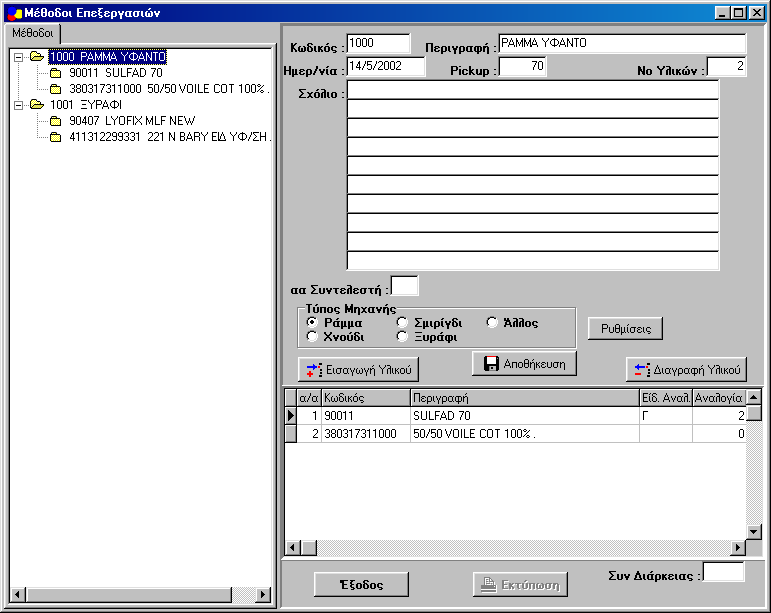 Μέθοδοι Επεξεργασιών
Μέθοδοι
1000 ΡΑΜΜΑ ΥΦΑΝΤΟ
90011 SULFAD 70
380317311000 50/50 VOILE COT 100% .
1001 ΞΥΡΑΦΙ
90407 LYOFIX MLF NEW
411312299331 221 N BARY ΕΙΔ ΥΦ/ΣΗ .
Κωδικός : 1000 Περιγραφή : ΡΑΜΜΑ ΥΦΑΝΤΟ
Ημερ/νία : 14/5/2002 Pickup : 70 Νο Υλικών : 2
Σχόλιο :
αα Συντελεστή :
Τύπος Μηχανής
Ράμμα Σμιρίγδι Άλλος
Χνούδι Ξυράφι
Ρυθμίσεις
Εισαγωγή Υλικού Αποθήκευση Διαγραφή Υλικού
α/α Κωδικός Περιγραφή Είδ. Αναλ. Αναλογία
1 90011 SULFAD 70 Γ 2
2 380317311000 50/50 VOILE COT 100% . 0
Έξοδος Εκτύπωση Συν Διάρκειας :